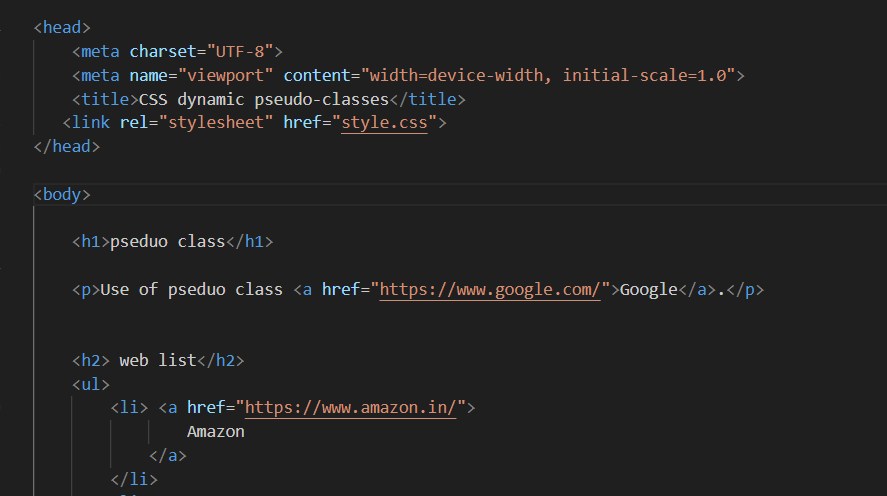 <head>
<meta charset="UTF-8">
<meta name="viewport" content="width=device-width, initial-scale=1.0">
<title>CSS dynamic pseudo-classes</title>
<link rel="stylesheet" href="style.css">
</head>
<body>
<h1>pseduo class</h1>
<p>Use of pseduo class <a href="https://www.google.com/">Google</a>.</p>
<h2> web list</h2>
<ul>
<li> <a href="https://www.amazon.in/">
Amazon
</a>
</li>